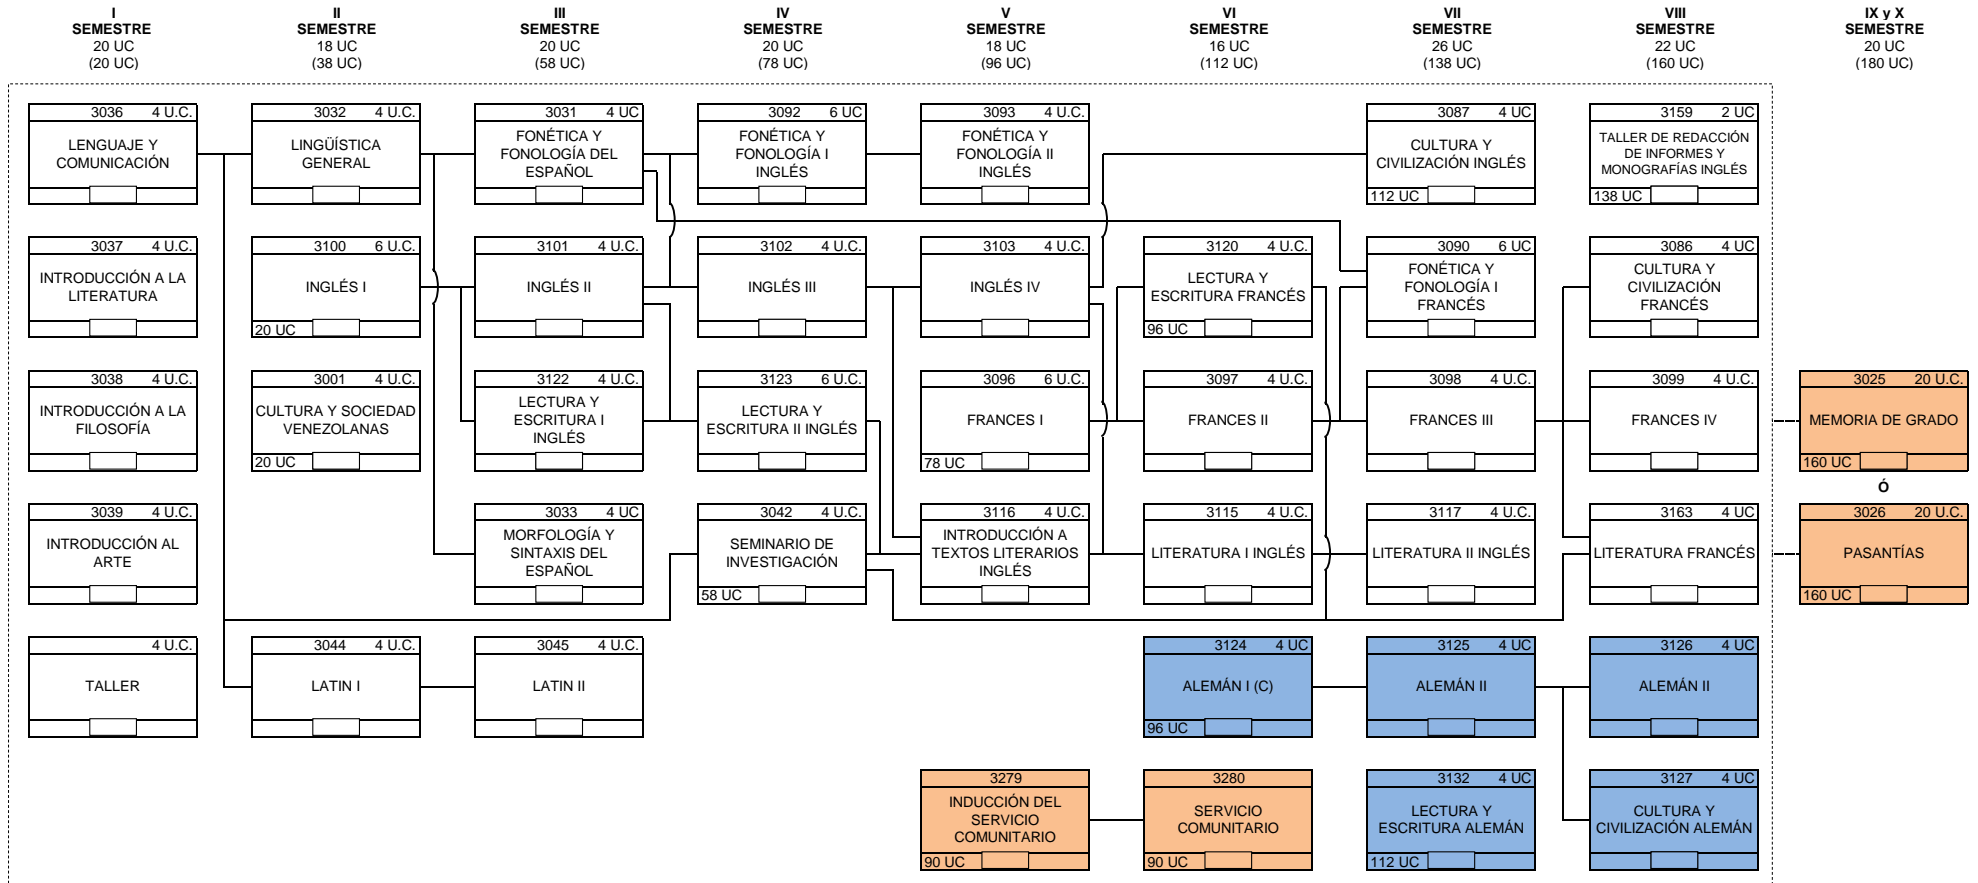 I
SEMESTRE
20 UC
(20 UC)
II
SEMESTRE
18 UC
(38 UC)
III
SEMESTRE
20 UC
(58 UC)
IV
SEMESTRE
20 UC
(78 UC)
V
SEMESTRE
18 UC
(96 UC)
VI
SEMESTRE
16 UC
(112 UC)
VII
SEMESTRE
26 UC
(138 UC)
VIII
SEMESTRE
22 UC
(160 UC)
IX y X
SEMESTRE
20 UC
(180 UC)
3036 4 U.C.
LENGUAJE Y
COMUNICACIÓN
3032 4 U.C.
LINGÜÍSTICA
GENERAL
3031 4 UC
FONÉTICA Y
FONOLOGÍA DEL
ESPAÑOL
3092 6 UC
FONÉTICA Y
FONOLOGÍA I
INGLÉS
3093 4 U.C.
FONÉTICA Y
FONOLOGÍA II
INGLÉS
3087 4 UC
CULTURA Y
CIVILIZACIÓN INGLÉS
112 UC
3159 2 UC
TALLER DE REDACCIÓN
DE INFORMES Y
MONOGRAFÍAS INGLÉS
138 UC
3037 4 U.C.
INTRODUCCIÓN A LA
LITERATURA
3100 6 U.C.
INGLÉS I
20 UC
3101 4 U.C.
INGLÉS II
3102 4 U.C.
INGLÉS III
3103 4 U.C.
INGLÉS IV
3120 4 U.C.
LECTURA Y
ESCRITURA FRANCÉS
96 UC
3090 6 UC
FONÉTICA Y
FONOLOGÍA I
FRANCÉS
3086 4 UC
CULTURA Y
CIVILIZACIÓN
FRANCÉS
3038 4 U.C.
INTRODUCCIÓN A LA
FILOSOFÍA
3001 4 U.C.
CULTURA Y SOCIEDAD
VENEZOLANAS
20 UC
3122 4 U.C.
LECTURA Y
ESCRITURA I
INGLÉS
3123 6 U.C.
LECTURA Y
ESCRITURA II INGLÉS
3096 6 U.C.
FRANCES I
78 UC
3097 4 U.C.
FRANCES II
3098 4 U.C.
FRANCES III
3099 4 U.C.
FRANCES IV
3025 20 U.C.
MEMORIA DE GRADO
160 UC
Ó
3039 4 U.C.
INTRODUCCIÓN AL
ARTE
3033 4 UC
MORFOLOGÍA Y
SINTAXIS DEL
ESPAÑOL
3042 4 U.C.
SEMINARIO DE
INVESTIGACIÓN
58 UC
3116 4 U.C.
INTRODUCCIÓN A
TEXTOS LITERARIOS
INGLÉS
3115 4 U.C.
LITERATURA I INGLÉS
3117 4 U.C.
LITERATURA II INGLÉS
3163 4 UC
LITERATURA FRANCÉS
3026 20 U.C.
PASANTÍAS
160 UC
4 U.C.
TALLER
3044 4 U.C.
LATIN I
3045 4 U.C.
LATIN II
3124 4 UC
ALEMÁN I (C)
96 UC
3125 4 UC
ALEMÁN II
3126 4 UC
ALEMÁN II
3279
INDUCCIÓN DEL
SERVICIO
COMUNITARIO
90 UC
3280
SERVICIO
COMUNITARIO
90 UC
3132 4 UC
LECTURA Y
ESCRITURA ALEMÁN
112 UC
3127 4 UC
CULTURA Y
CIVILIZACIÓN ALEMÁN